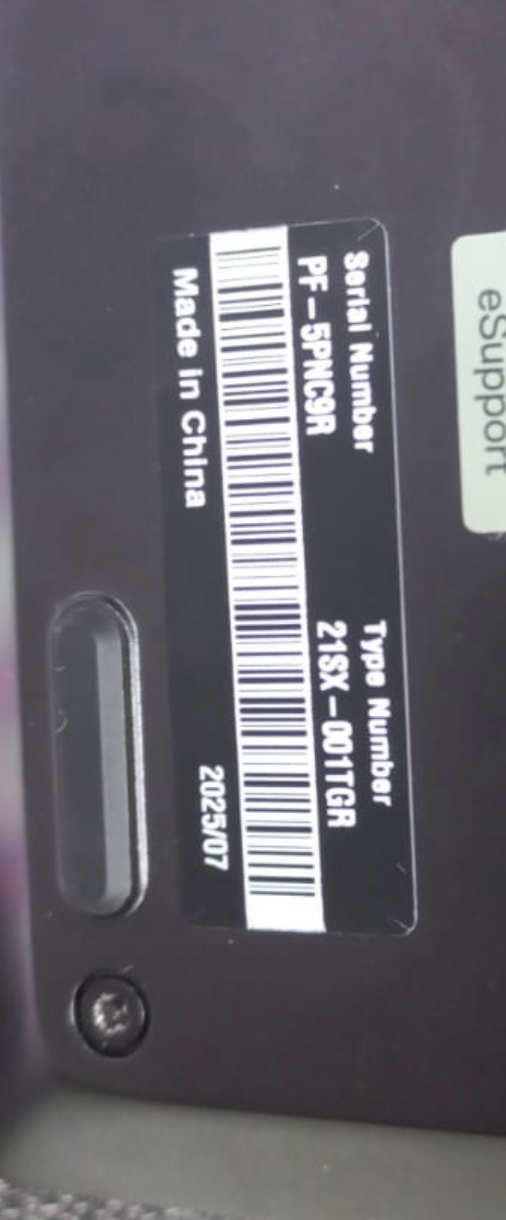 Serial Number
PF-5PNC9R
Type Number
21SX-001TGR
Made in China
2025/07
eSupport